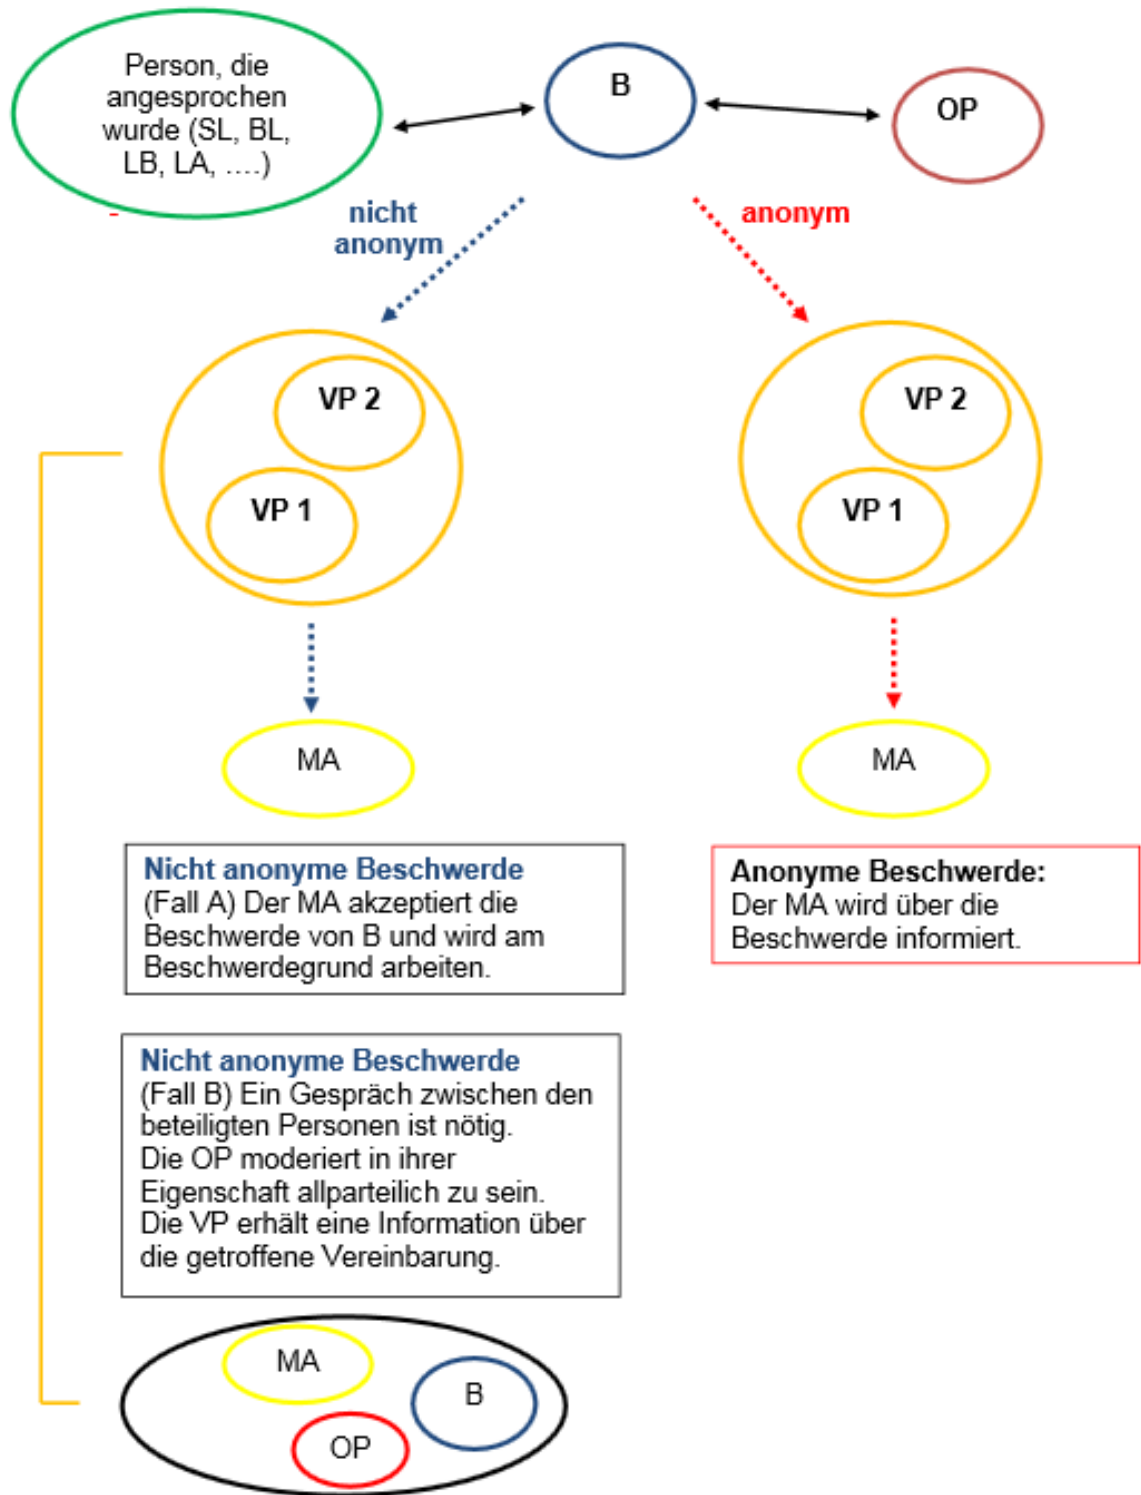 Person, die
angesprochen
wurde (SL, BL,
LB, LA, ....)
B
OP
nicht
anonym
anonym
VP 2
VP 1
VP 2
VP 1
MA
MA
Nicht anonyme Beschwerde
(Fall A) Der MA akzeptiert die
Beschwerde von B und wird am
Beschwerdegrund arbeiten.
Anonyme Beschwerde:
Der MA wird über die
Beschwerde informiert.
Nicht anonyme Beschwerde
(Fall B) Ein Gespräch zwischen den
beteiligten Personen ist nötig.
Die OP moderiert in ihrer
Eigenschaft allparteilich zu sein.
Die VP erhält eine Information über
die getroffene Vereinbarung.
MA
B
OP